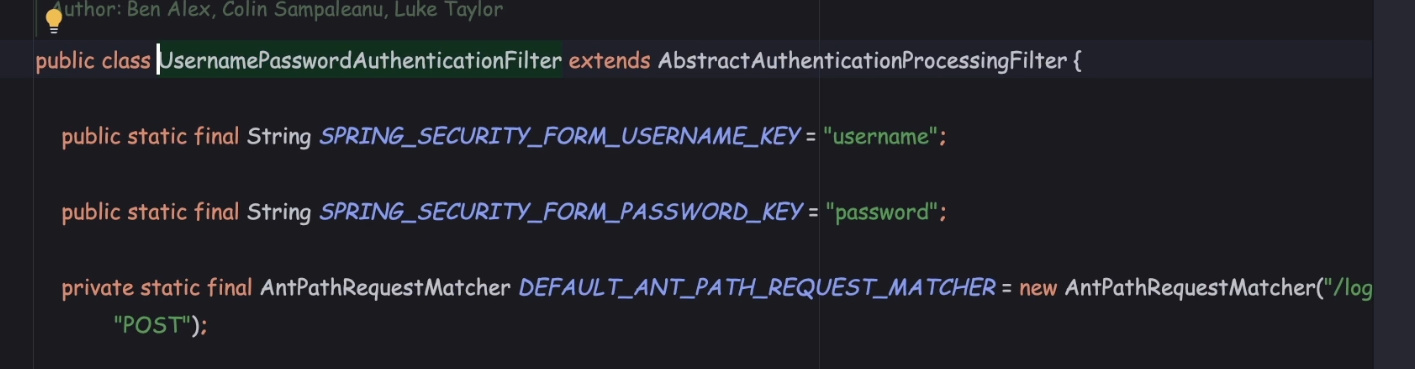 Author: Ben Alex, Colin Sampaleanu, Luke Taylor
public class UsernamePasswordAuthenticationFilter extends AbstractAuthenticationProcessingFilter {
public static final String SPRING_SECURITY_FORM_USERNAME_KEY = "username";
public static final String SPRING_SECURITY_FORM_PASSWORD_KEY = "password";
private static final AntPathRequestMatcher DEFAULT_ANT_PATH_REQUEST_MATCHER = new AntPathRequestMatcher("/log
"POST");